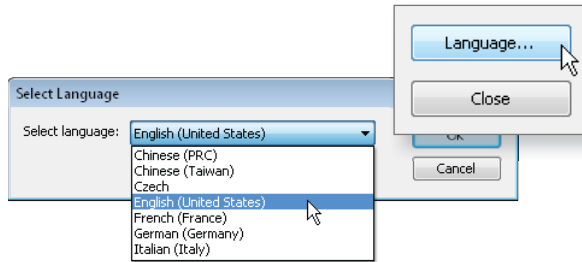 Language...
Close
Select Language
Select language: English (United States)
OK
Chinese (PRC)
Chinese (Taiwan)
Cancel
Czech
English (United States)
French (France)
German (Germany)
Italian (Italy)